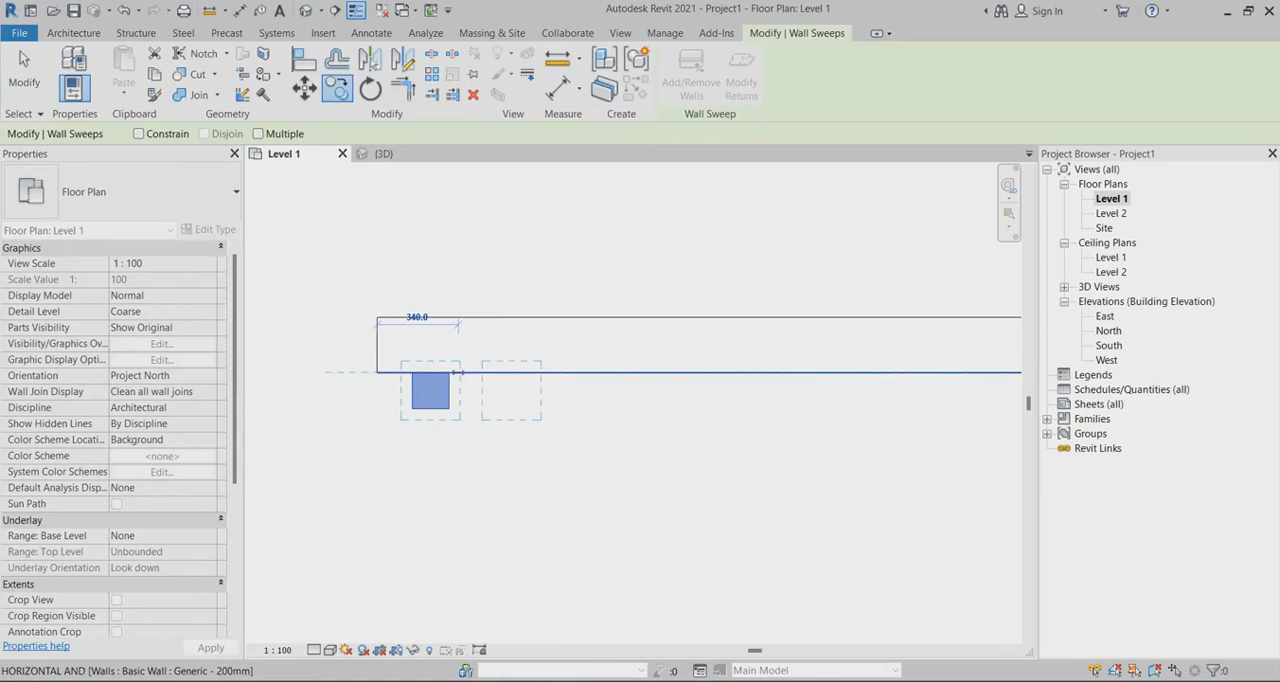 Autodesk Revit 2021 - Project1 - Floor Plan: Level 1
Sign In
File Architecture Structure Steel Precast Systems Insert Annotate Analyze Massing & Site Collaborate View Manage Add-Ins Modify | Wall Sweeps
Modify
Paste
Notch
Cut
Join
Add/Remove Walls
Modify Returns
Select Properties Clipboard Geometry Modify View Measure Create Wall Sweep
Modify | Wall Sweeps Constrain Disjoin Multiple
Properties
Level 1
{3D}
Project Browser - Project1
Floor Plan
Floor Plan: Level 1
Edit Type
Graphics
View Scale 1 : 100
Scale Value 1: 100
Display Model Normal
Detail Level Coarse
Parts Visibility Show Original
Visibility/Graphics Ov... Edit...
Graphic Display Optio... Edit...
Orientation Project North
Wall Join Display Clean all wall joins
Discipline Architectural
Show Hidden Lines By Discipline
Color Scheme Locati... Background
Color Scheme <none>
System Color Schemes Edit...
Default Analysis Disp... None
Sun Path
Underlay
Range: Base Level None
Range: Top Level Unbounded
Underlay Orientation Look down
Extents
Crop View
Crop Region Visible
Annotation Crop
Properties help
Apply
340.0
Views (all)
Floor Plans
Level 1
Level 2
Site
Ceiling Plans
Level 1
Level 2
3D Views
Elevations (Building Elevation)
East
North
South
West
Legends
Schedules/Quantities (all)
Sheets (all)
Families
Groups
Revit Links
1 : 100
HORIZONTAL AND [Walls : Basic Wall : Generic - 200mm]
:0
Main Model
:0